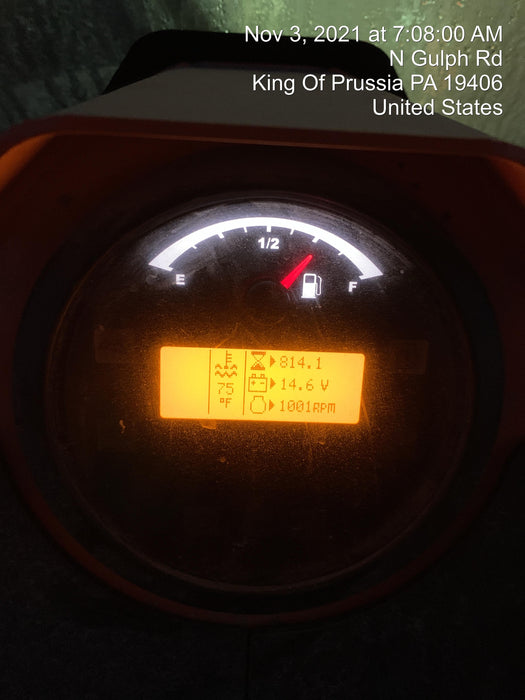 Nov 3, 2021 at 7:08:00 AM
N Gulph Rd
King Of Prussia PA 19406
United States
1/2
E F
814.1
14.6 V
75
°F
1001RPM